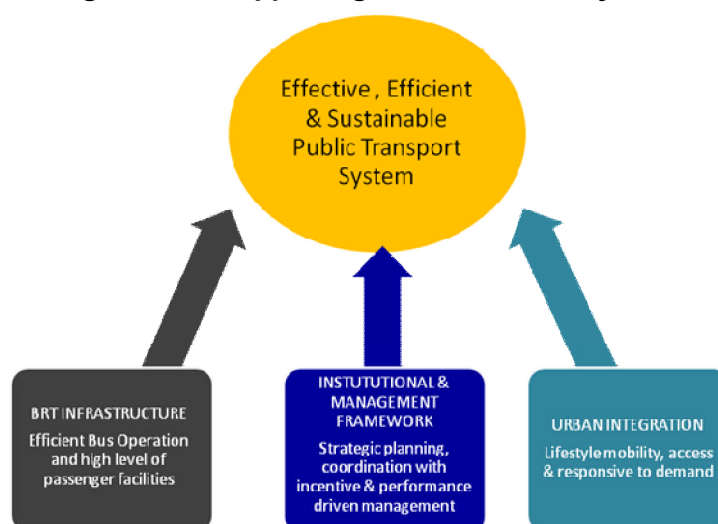 Effective , Efficient
& Sustainable
Public Transport
System
BRT INFRASTRUCTURE
Efficient Bus Operation
and high level of
passenger facilities
INSTUTUTIONAL &
MANAGEMENT
FRAMEWORK
Strategic planning,
coordination with
incentive & performance
driven management
URBAN INTEGRATION
Lifestyle mobility, access
& responsive to demand